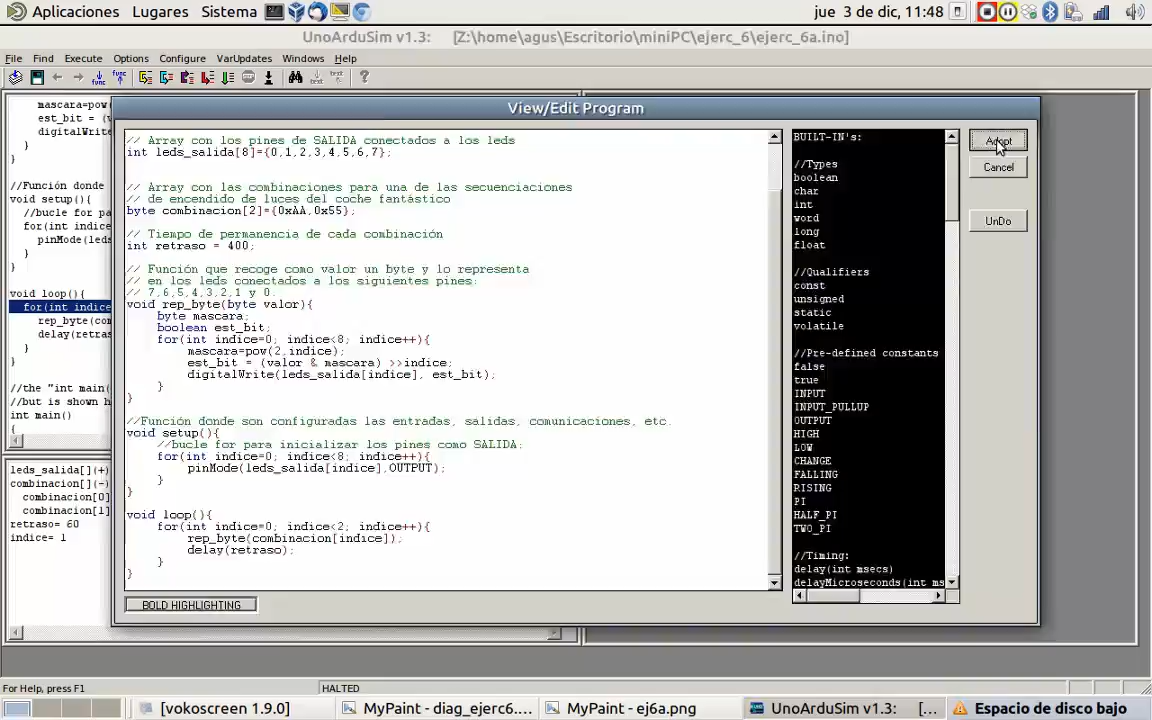 Aplicaciones Lugares Sistema
jue 3 de dic, 11:48
UnoArduSim v1.3: [Z:\home\agus\Escritorio\miniPC\ejerc_6\ejerc_6a.ino]
File Find Execute Options Configure VarUpdates Windows Help
mascara=pow(
est_bit = (v
digitalWrite
}
}
//Función donde
void setup(){
//bucle for pa
for(int indic
pinMode(leds
}
}
void loop(){
for(int indice
rep_byte(com
delay(retras
}
}
//the "int main(
//but is shown h
int main()
{
leds_salida[](+)
combinacion[](-)
combinacion[0]
combinacion[1]
retraso= 60
indice= 1
View/Edit Program
// Array con los pines de SALIDA conectados a los leds
int leds_salida[8]={0,1,2,3,4,5,6,7};
// Array con las combinaciones para una de las secuenciaciones
// de encendido de luces del coche fantástico
byte combinacion[2]={0xAA,0x55};
// Tiempo de permanencia de cada combinación
int retraso = 400;
// Función que recoge como valor un byte y lo representa
// en los leds conectados a los siguientes pines:
// 7,6,5,4,3,2,1 y 0.
void rep_byte(byte valor){
byte mascara;
boolean est_bit;
for(int indice=0; indice<8; indice++){
mascara=pow(2,indice);
est_bit = (valor & mascara) >>indice;
digitalWrite(leds_salida[indice], est_bit);
}
}
//Función donde son configuradas las entradas, salidas, comunicaciones, etc.
void setup(){
//bucle for para inicializar los pines como SALIDA;
for(int indice=0; indice<8; indice++){
pinMode(leds_salida[indice],OUTPUT);
}
}
void loop(){
for(int indice=0; indice<2; indice++){
rep_byte(combinacion[indice]);
delay(retraso);
}
}
BOLD HIGHLIGHTING
BUILT-IN's:
//Types
boolean
char
int
word
long
float
//Qualifiers
const
unsigned
static
volatile
//Pre-defined constants
false
true
INPUT
INPUT_PULLUP
OUTPUT
HIGH
LOW
CHANGE
FALLING
RISING
PI
HALF_PI
TWO_PI
//Timing:
delay(int msecs)
delayMicroseconds(int ms
Cancel
UnDo
For Help, press F1
HALTED
[vokoscreen 1.9.0]
MyPaint - diag_ejerc6....
MyPaint - ej6a.png
UnoArduSim v1.3: [...
Espacio de disco bajo